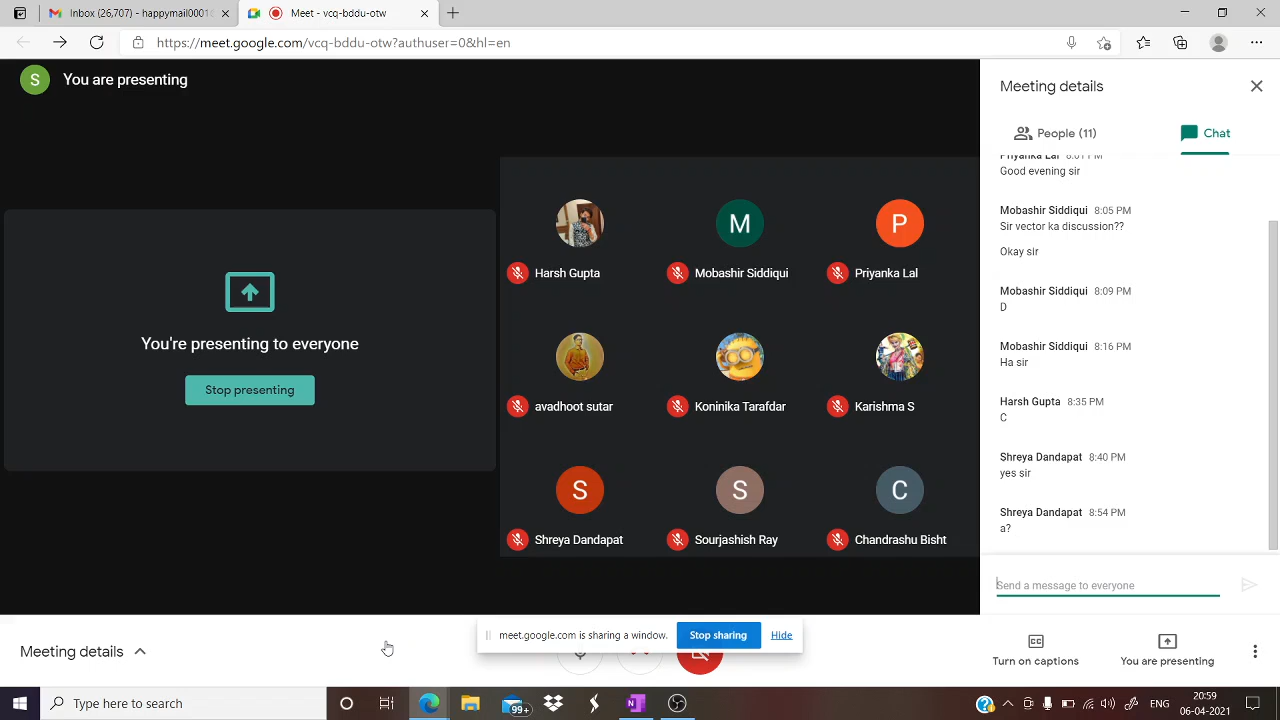 Inbox (26,707) - happymail0001
Meet - vcq-bddu-otw
https://meet.google.com/vcq-bddu-otw?authuser=0&hl=en
S
You are presenting
You're presenting to everyone
Stop presenting
Harsh Gupta
M
Mobashir Siddiqui
P
Priyanka Lal
avadhoot sutar
Koninika Tarafdar
Karishma S
S
Shreya Dandapat
S
Sourjashish Ray
C
Chandrashu Bisht
Meeting details
People (11)
Chat
Priyanka Lal 8:01 PM
Good evening sir
Mobashir Siddiqui 8:05 PM
Sir vector ka discussion??
Okay sir
Mobashir Siddiqui 8:09 PM
D
Mobashir Siddiqui 8:16 PM
Ha sir
Harsh Gupta 8:35 PM
C
Shreya Dandapat 8:40 PM
yes sir
Shreya Dandapat 8:54 PM
a?
Send a message to everyone
meet.google.com is sharing a window.
Stop sharing
Hide
Meeting details
Turn on captions
You are presenting
Type here to search
99+
ENG
20:59
06-04-2021